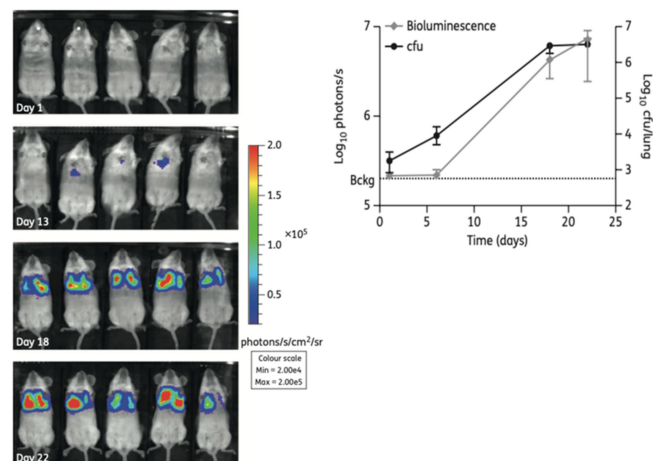 Day 1
Day 13
Day 18
Day 22
2.0
1.5
1.0
0.5
×10⁵
photons/s/cm²/sr
Colour scale
Min = 2.00e4
Max = 2.00e5
Bioluminescence
cfu
7
6
5
Bckg
Log₁₀ photons/s
7
6
5
4
3
2
Log₁₀ cfu/lung
0 5 10 15 20 25
Time (days)